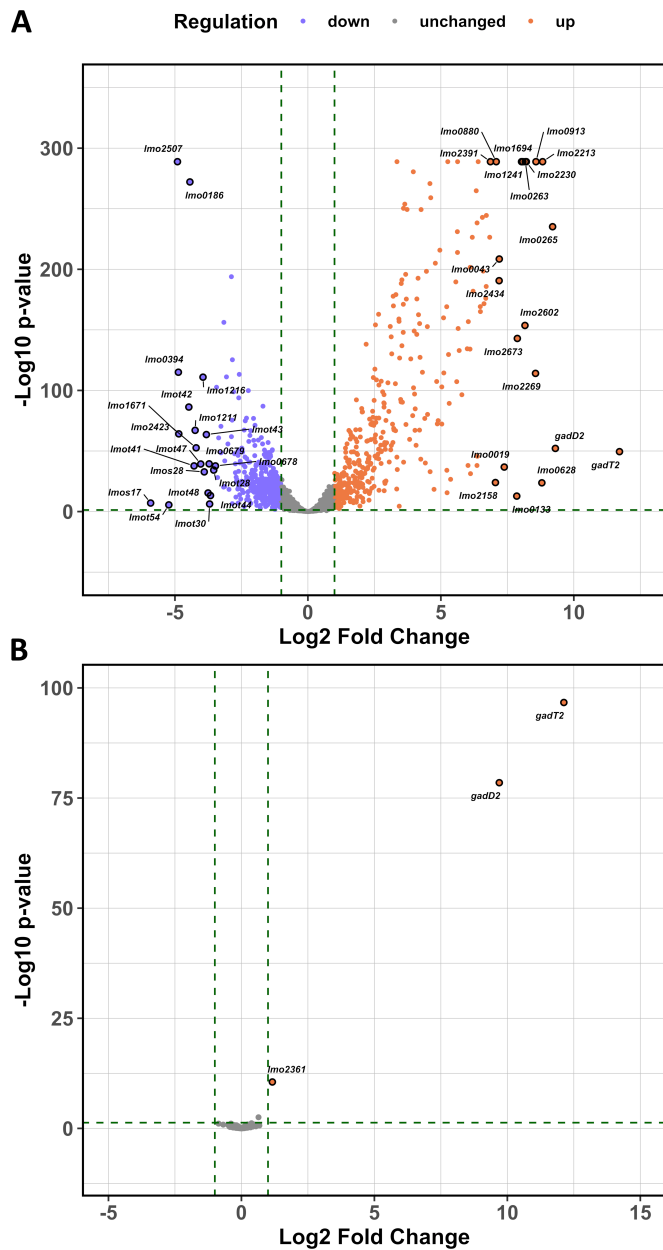 A
Regulation down unchanged up
lmo2507
lmo0186
lmo0880
lmo0913
lmo2391
lmo1694
lmo2213
lmo1241
lmo2230
lmo0263
lmo0265
lmo0043
lmo2434
lmo2602
lmo2673
lmo2269
lmo0394
lmo1216
lmot42
lmo1671
lmo1211
lmo2423
lmot43
lmot41
lmot47
lmo0679
lmo0678
lmos28
lmot28
lmos17
lmot48
lmot44
lmot54
lmot30
gadD2
gadT2
lmo0019
lmo0628
lmo2158
lmo0133
300
200
100
0
-Log10 p-value
-5 0 5 10
Log2 Fold Change
B
gadT2
gadD2
lmo2361
100
75
50
25
0
-Log10 p-value
-5 0 5 10 15
Log2 Fold Change